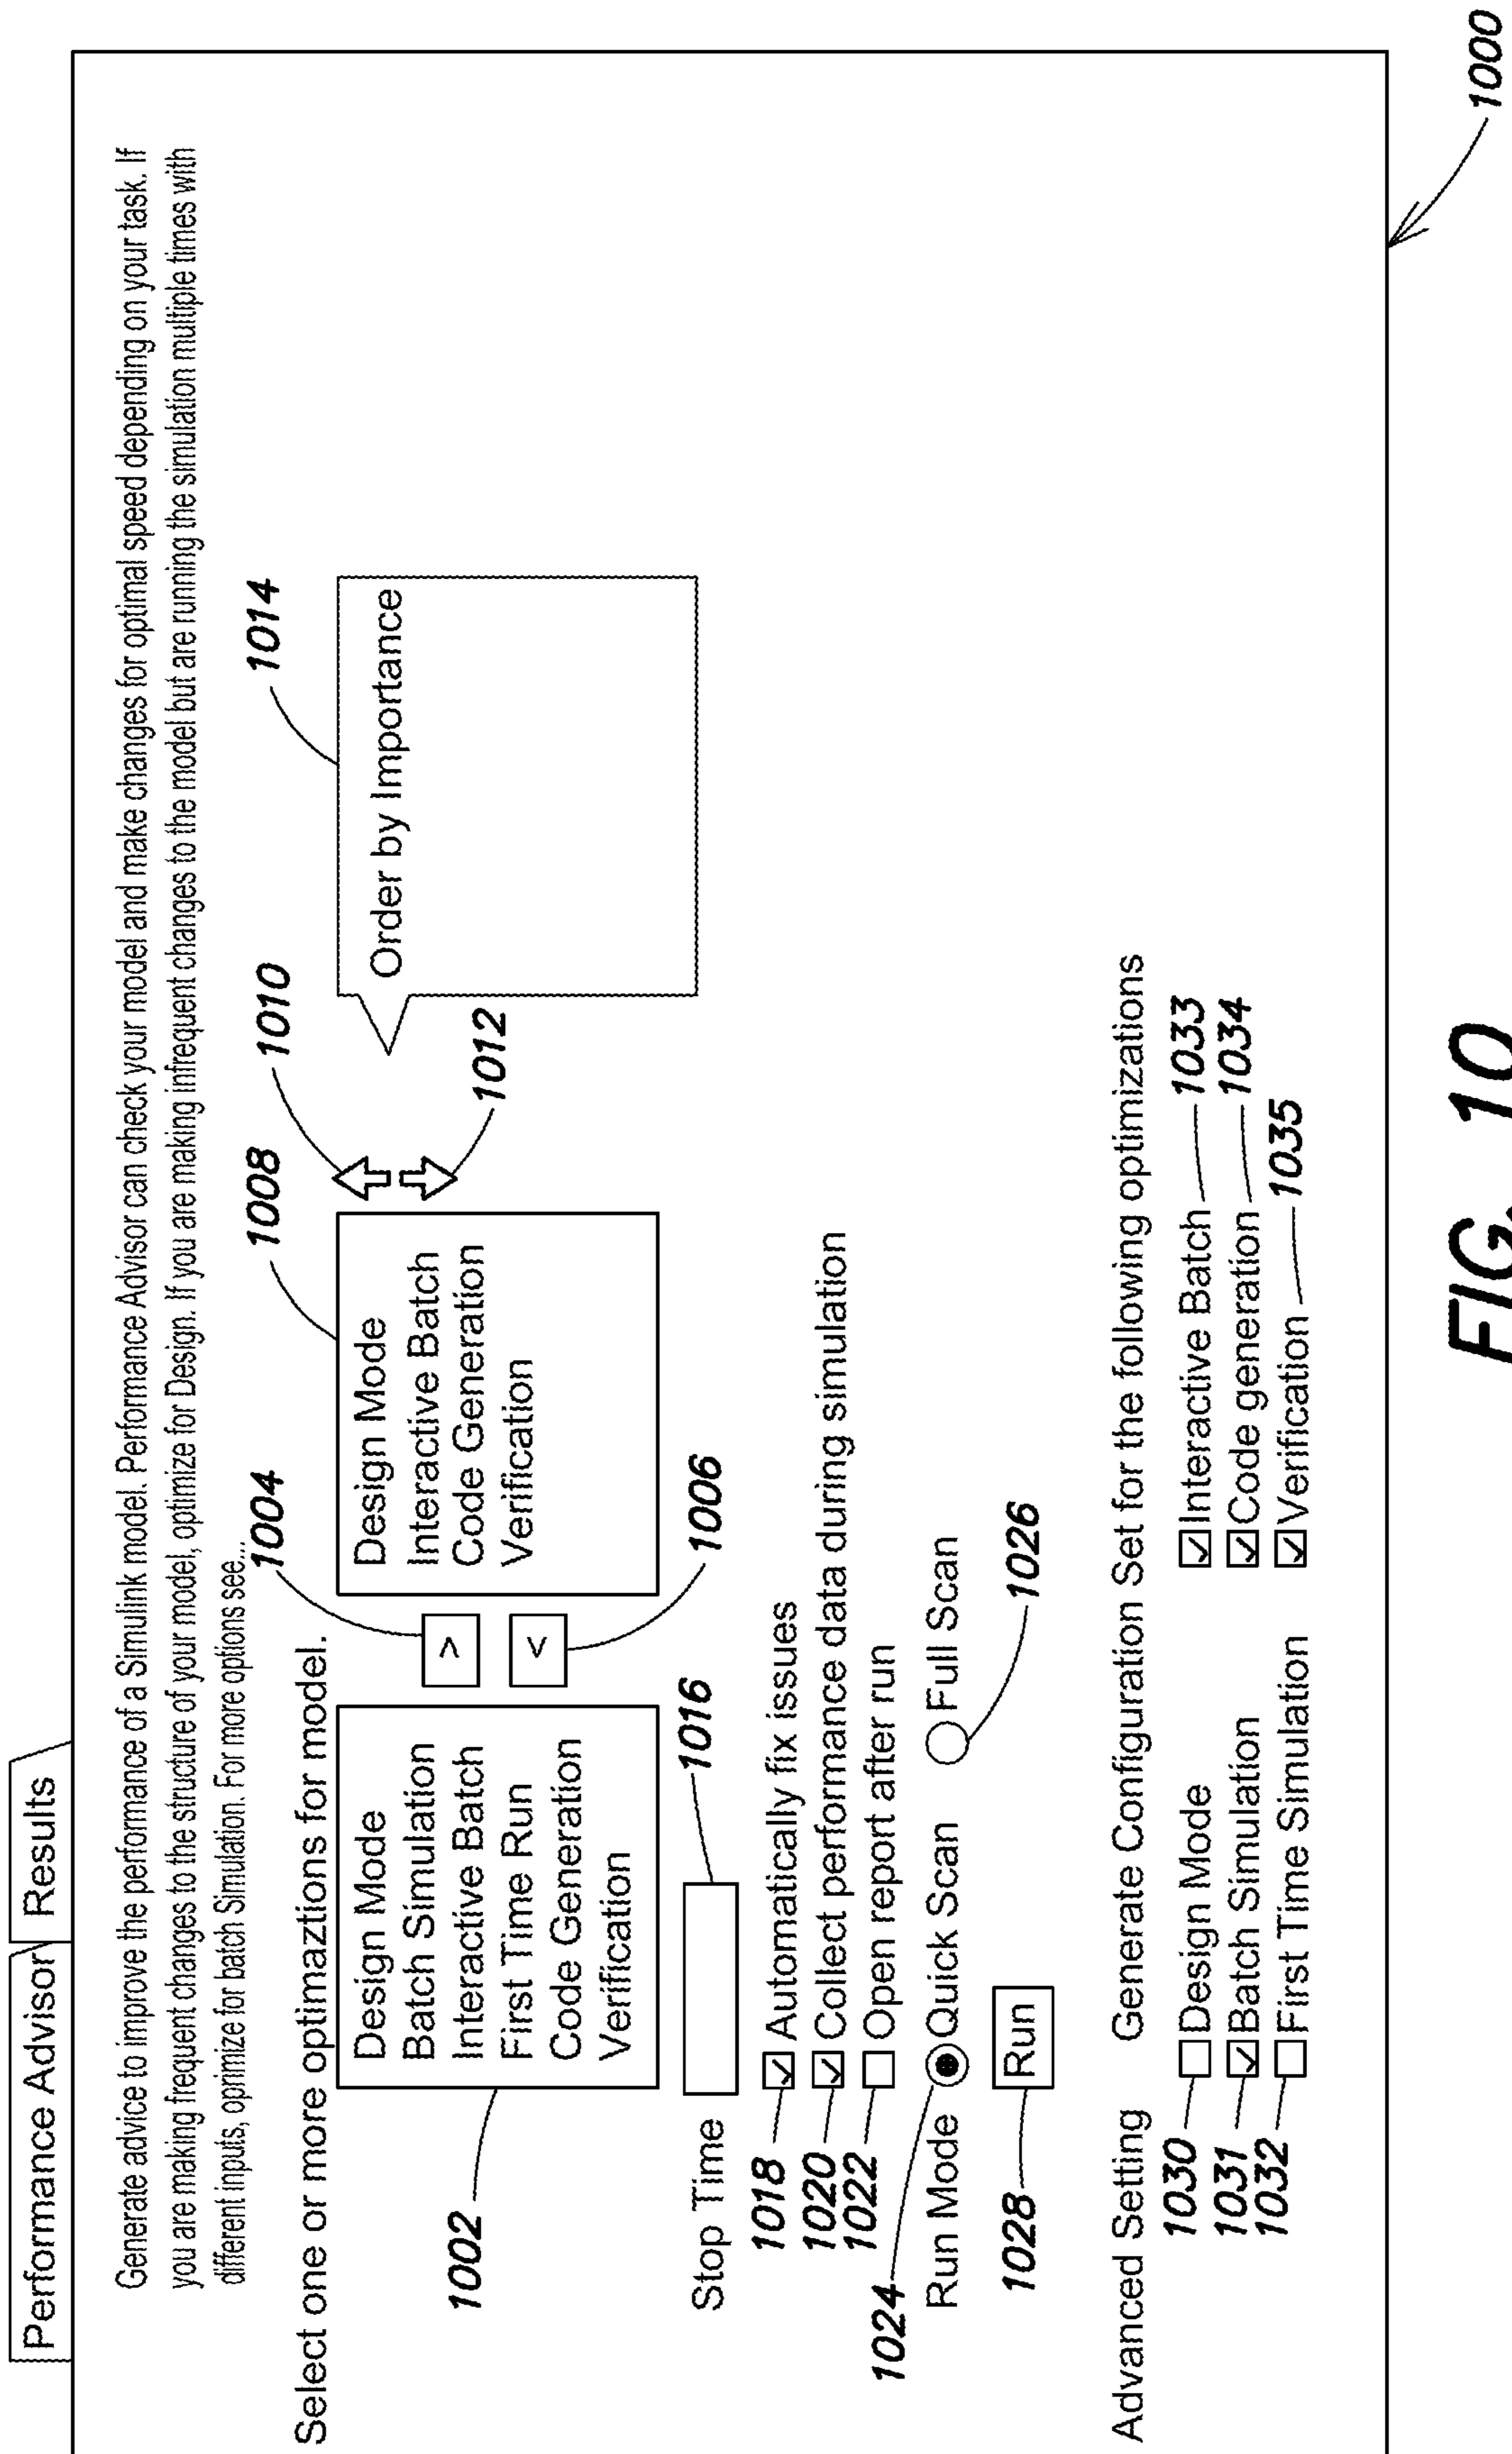 Performance Advisor Results
Generate advice to improve the performance of a Simulink model. Performance Advisor can check your model and make changes for optimal speed depending on your task. If
you are making frequent changes to the structure of your model, optimize for Design. If you are making infrequent changes to the model but are running the simulation multiple times with
different inputs, opnimize for batch Simulation. For more options see...
1004 1008 1010 1014
Select one or more optimaztions for model.
Design Mode
Batch Simulation
Interactive Batch
First Time Run
Code Generation
Verification
1002
>
<
1006
Design Mode
Interactive Batch
Code Generation
Verification
1012
Order by Importance
Stop Time 1016
1018 Automatically fix issues
1020 Collect performance data during simulation
1022 Open report after run
1024
Run Mode Quick Scan Full Scan
1026
1028 Run
Advanced Setting Generate Configuration Set for the following optimizations
1030 Design Mode Interactive Batch 1033
1031 Batch Simulation Code generation 1034
1032 First Time Simulation Verification 1035
1000
FIG. 10